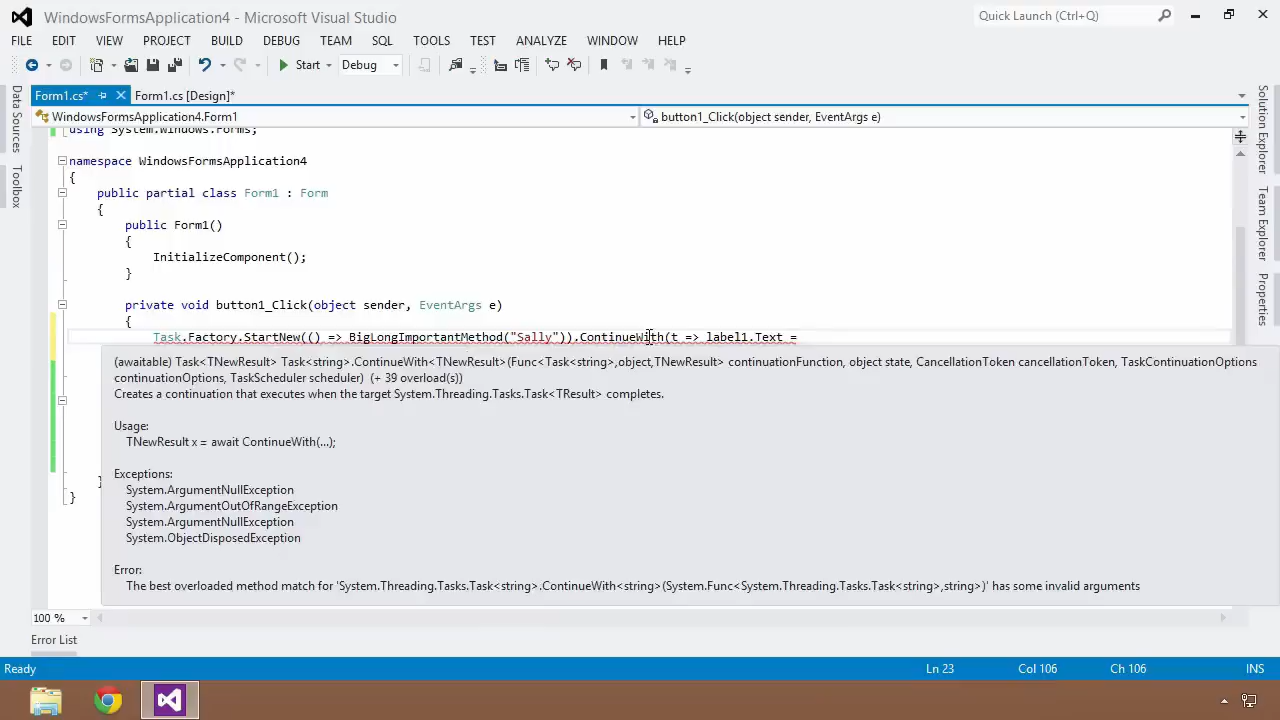 WindowsFormsApplication4 - Microsoft Visual Studio
Quick Launch (Ctrl+Q)
FILE EDIT VIEW PROJECT BUILD DEBUG TEAM SQL TOOLS TEST ANALYZE WINDOW HELP
Start Debug
Form1.cs* Form1.cs [Design]*
WindowsFormsApplication4.Form1 button1_Click(object sender, EventArgs e)
Data Sources
Toolbox
Solution Explorer
Team Explorer
Properties
using System.Windows.Forms;
namespace WindowsFormsApplication4
{
public partial class Form1 : Form
{
public Form1()
{
InitializeComponent();
}
private void button1_Click(object sender, EventArgs e)
{
Task.Factory.StartNew(() => BigLongImportantMethod("Sally")).ContinueWith(t => label1.Text =
(awaitable) Task<TNewResult> Task<string>.ContinueWith<TNewResult>(Func<Task<string>,object,TNewResult> continuationFunction, object state, CancellationToken cancellationToken, TaskContinuationOptions
continuationOptions, TaskScheduler scheduler) (+ 39 overload(s))
Creates a continuation that executes when the target System.Threading.Tasks.Task<TResult> completes.
Usage:
TNewResult x = await ContinueWith(...);
Exceptions:
System.ArgumentNullException
System.ArgumentOutOfRangeException
System.ArgumentNullException
System.ObjectDisposedException
Error:
The best overloaded method match for 'System.Threading.Tasks.Task<string>.ContinueWith<string>(System.Func<System.Threading.Tasks.Task<string>,string>)' has some invalid arguments
}
}
100 %
Error List
Ready Ln 23 Col 106 Ch 106 INS